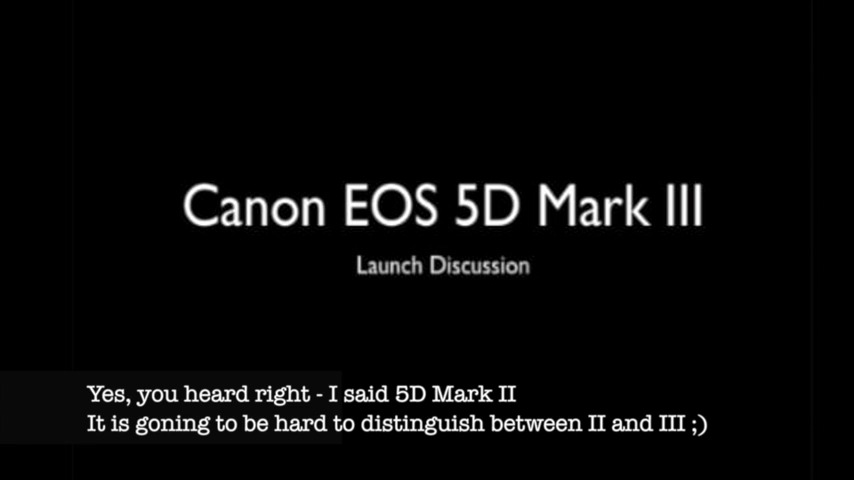 Canon EOS 5D Mark III
Launch Discussion
Yes, you heard right - I said 5D Mark II
It is goning to be hard to distinguish between II and III ;)